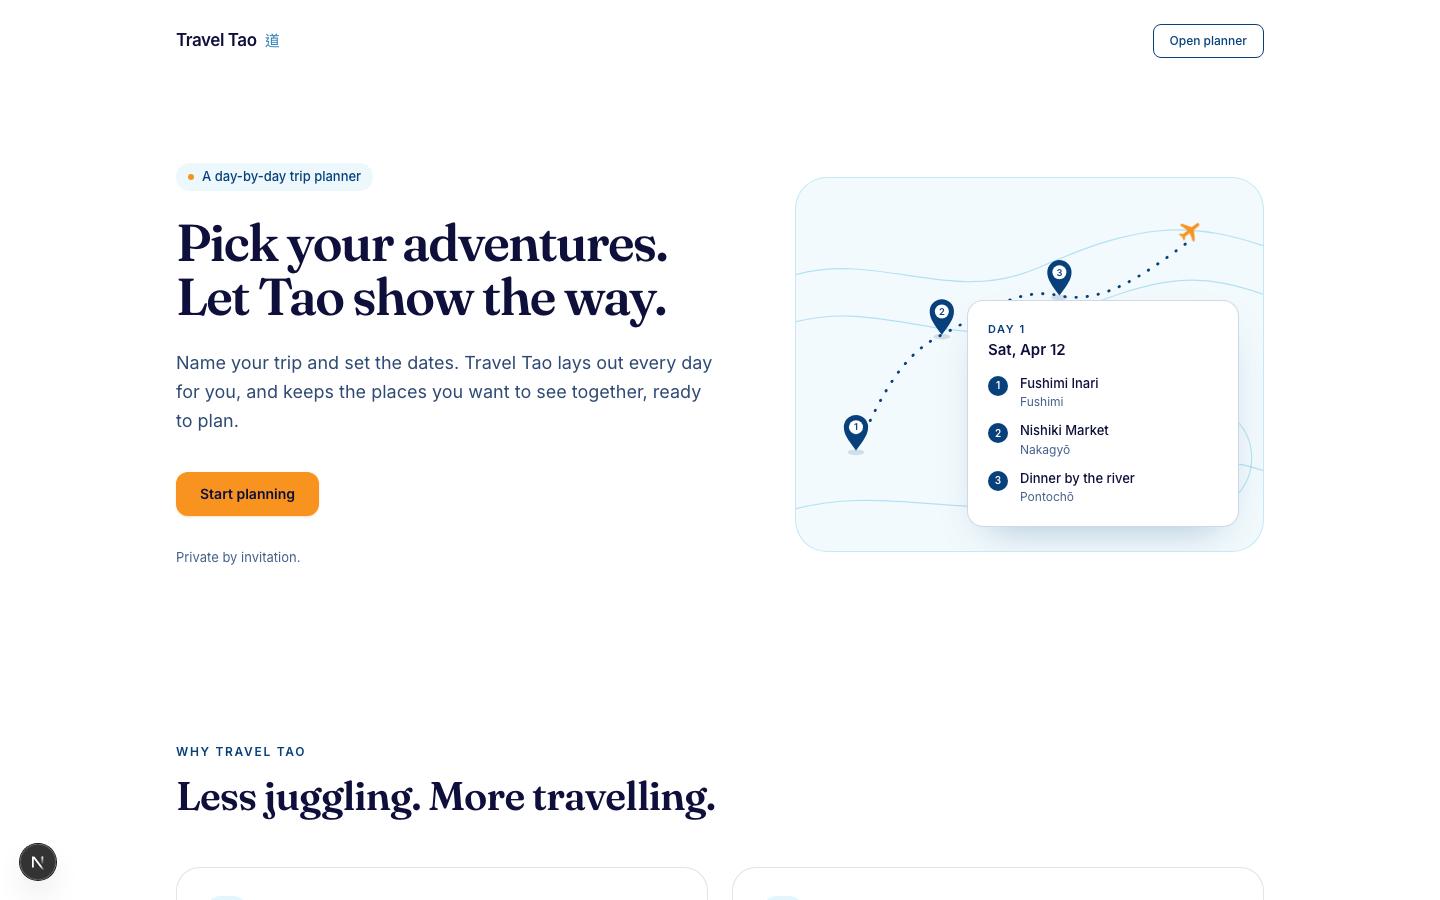 Travel Tao 道
Open planner
A day-by-day trip planner
Pick your adventures.
Let Tao show the way.
Name your trip and set the dates. Travel Tao lays out every day
for you, and keeps the places you want to see together, ready
to plan.
Start planning
Private by invitation.
1
2
3
DAY 1
Sat, Apr 12
1 Fushimi Inari
Fushimi
2 Nishiki Market
Nakagyō
3 Dinner by the river
Pontochō
WHY TRAVEL TAO
Less juggling. More travelling.
N